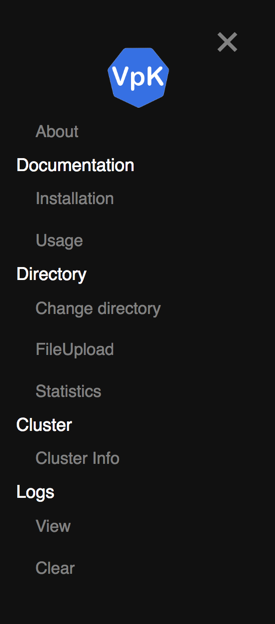 VpK
About
Documentation
Installation
Usage
Directory
Change directory
FileUpload
Statistics
Cluster
Cluster Info
Logs
View
Clear